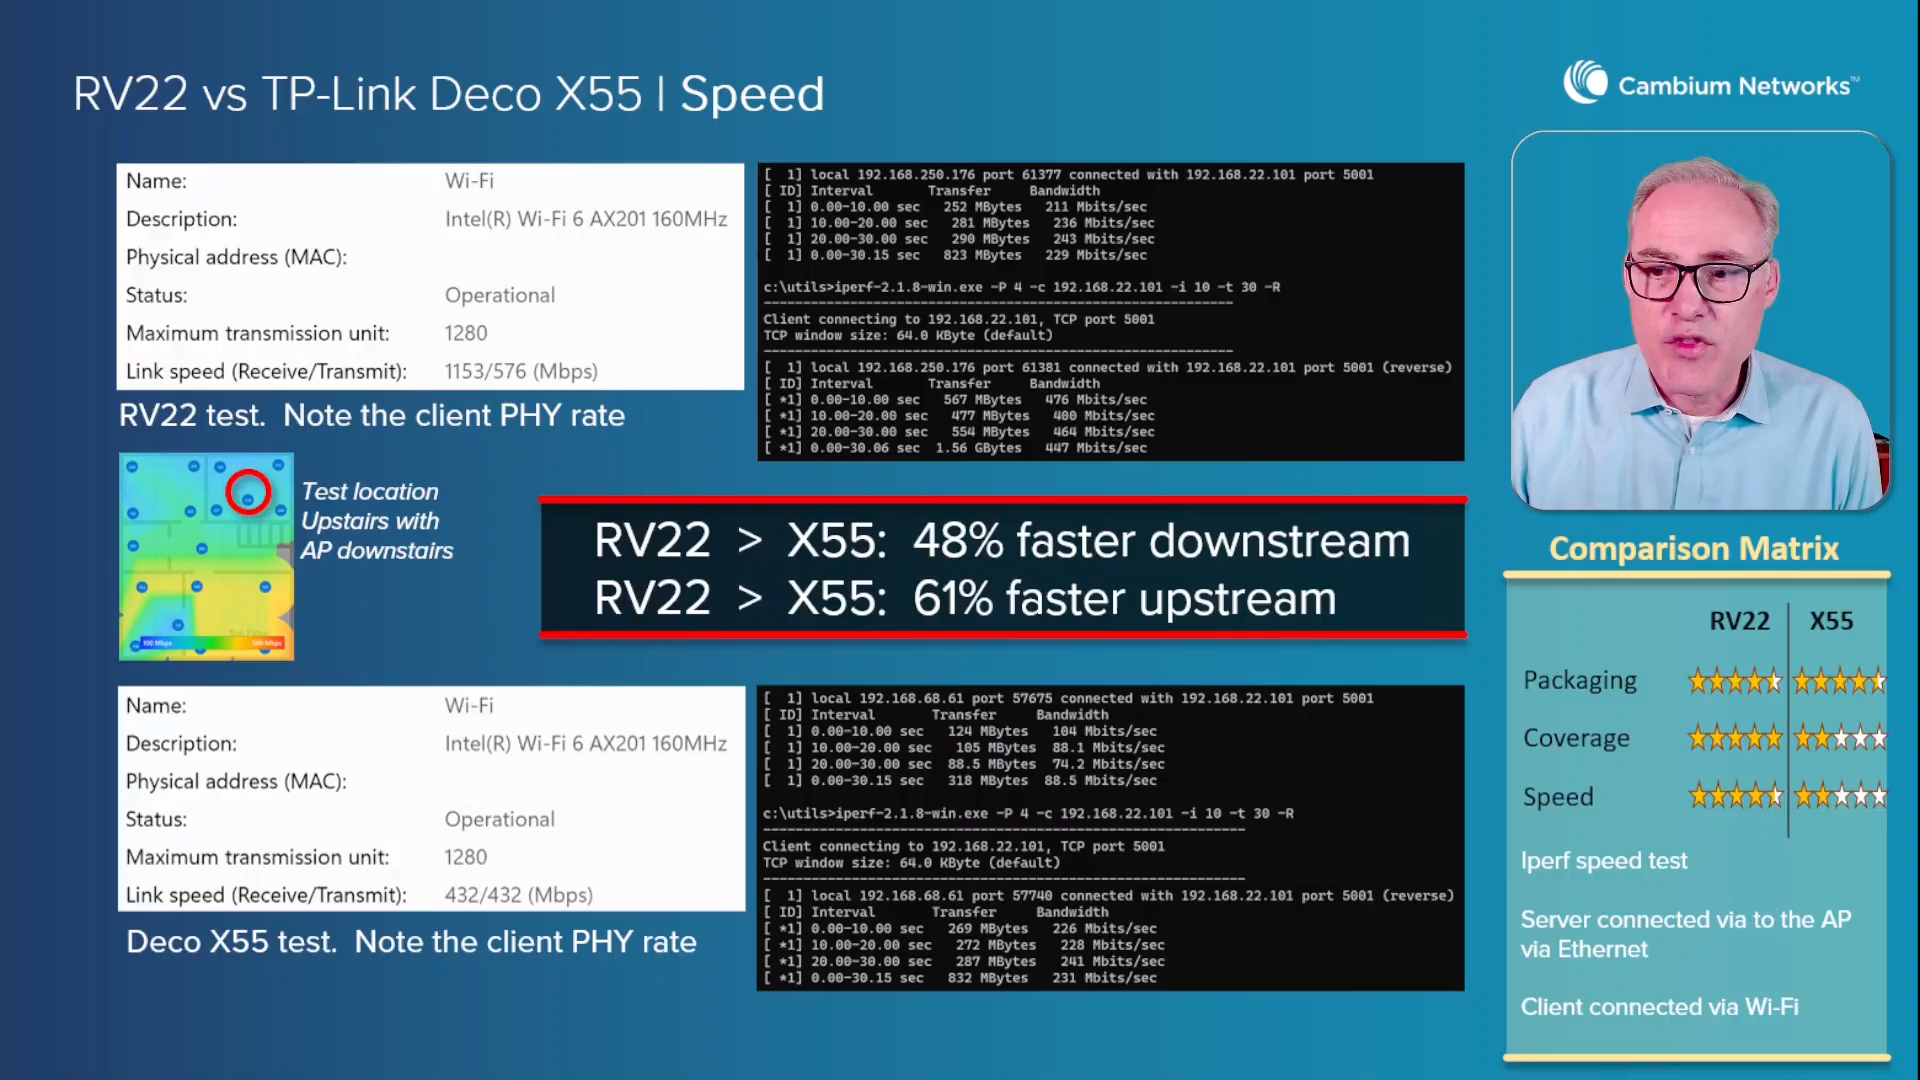 RV22 vs TP-Link Deco X55 | Speed
Cambium Networks™
Name: Wi-Fi
Description: Intel(R) Wi-Fi 6 AX201 160MHz
Physical address (MAC):
Status: Operational
Maximum transmission unit: 1280
Link speed (Receive/Transmit): 1153/576 (Mbps)
RV22 test. Note the client PHY rate
[ 1] local 192.168.250.176 port 61377 connected with 192.168.22.101 port 5001
[ ID] Interval Transfer Bandwidth
[ 1] 0.00-10.00 sec 252 MBytes 211 Mbits/sec
[ 1] 10.00-20.00 sec 281 MBytes 236 Mbits/sec
[ 1] 20.00-30.00 sec 290 MBytes 243 Mbits/sec
[ 1] 0.00-30.15 sec 823 MBytes 229 Mbits/sec
c:\utils>iperf-2.1.8-win.exe -P 4 -c 192.168.22.101 -i 10 -t 30 -R
Client connecting to 192.168.22.101, TCP port 5001
TCP window size: 64.0 KByte (default)
[ 1] local 192.168.250.176 port 61381 connected with 192.168.22.101 port 5001 (reverse)
[ ID] Interval Transfer Bandwidth
[ *1] 0.00-10.00 sec 567 MBytes 476 Mbits/sec
[ *1] 10.00-20.00 sec 477 MBytes 400 Mbits/sec
[ *1] 20.00-30.00 sec 554 MBytes 464 Mbits/sec
[ *1] 0.00-30.06 sec 1.56 GBytes 447 Mbits/sec
Test location
Upstairs with
AP downstairs
100 Mbps
500 Mbps
RV22 > X55: 48% faster downstream
RV22 > X55: 61% faster upstream
Name: Wi-Fi
Description: Intel(R) Wi-Fi 6 AX201 160MHz
Physical address (MAC):
Status: Operational
Maximum transmission unit: 1280
Link speed (Receive/Transmit): 432/432 (Mbps)
Deco X55 test. Note the client PHY rate
[ 1] local 192.168.68.61 port 57675 connected with 192.168.22.101 port 5001
[ ID] Interval Transfer Bandwidth
[ 1] 0.00-10.00 sec 124 MBytes 104 Mbits/sec
[ 1] 10.00-20.00 sec 105 MBytes 88.1 Mbits/sec
[ 1] 20.00-30.00 sec 88.5 MBytes 74.2 Mbits/sec
[ 1] 0.00-30.15 sec 318 MBytes 88.5 Mbits/sec
c:\utils>iperf-2.1.8-win.exe -P 4 -c 192.168.22.101 -i 10 -t 30 -R
Client connecting to 192.168.22.101, TCP port 5001
TCP window size: 64.0 KByte (default)
[ 1] local 192.168.68.61 port 57740 connected with 192.168.22.101 port 5001 (reverse)
[ ID] Interval Transfer Bandwidth
[ *1] 0.00-10.00 sec 269 MBytes 226 Mbits/sec
[ *1] 10.00-20.00 sec 272 MBytes 228 Mbits/sec
[ *1] 20.00-30.00 sec 287 MBytes 241 Mbits/sec
[ *1] 0.00-30.15 sec 832 MBytes 231 Mbits/sec
Comparison Matrix
RV22 X55
Packaging
Coverage
Speed
Iperf speed test
Server connected via to the AP
via Ethernet
Client connected via Wi-Fi